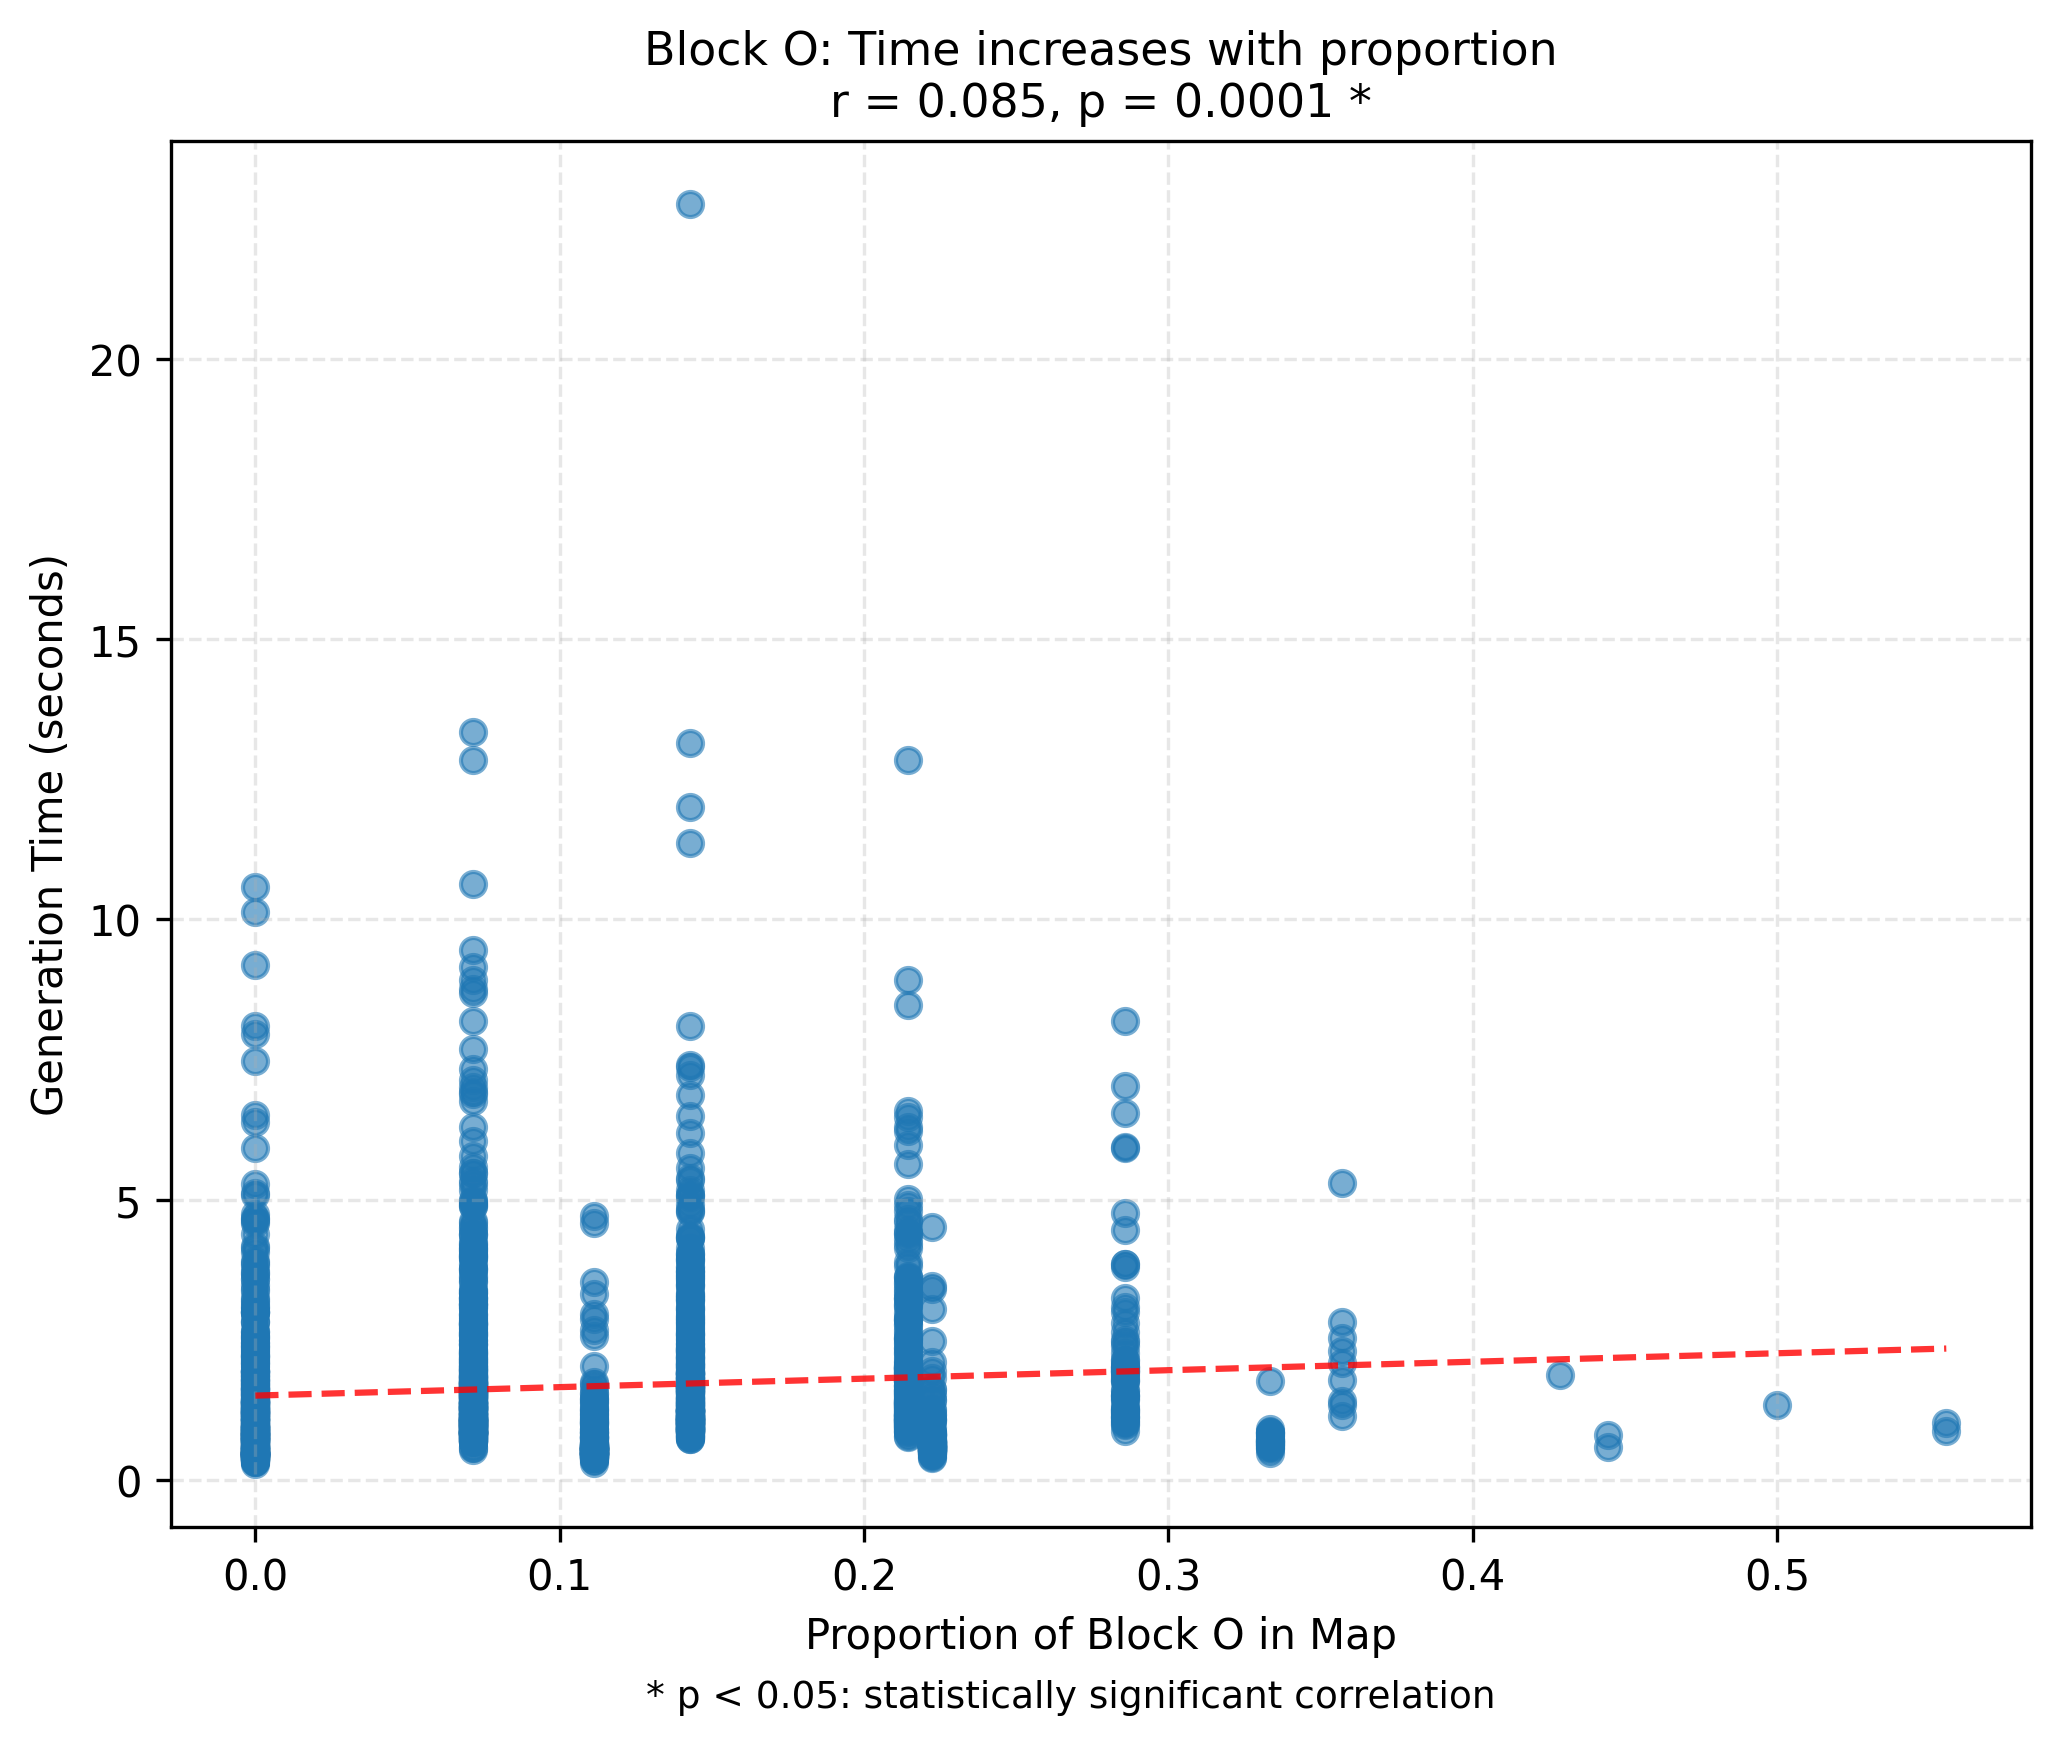 Block O: Time increases with proportion
r = 0.085, p = 0.0001 *
Generation Time (seconds)
20
15
10
5
0
0.0 0.1 0.2 0.3 0.4 0.5
Proportion of Block O in Map
* p < 0.05: statistically significant correlation